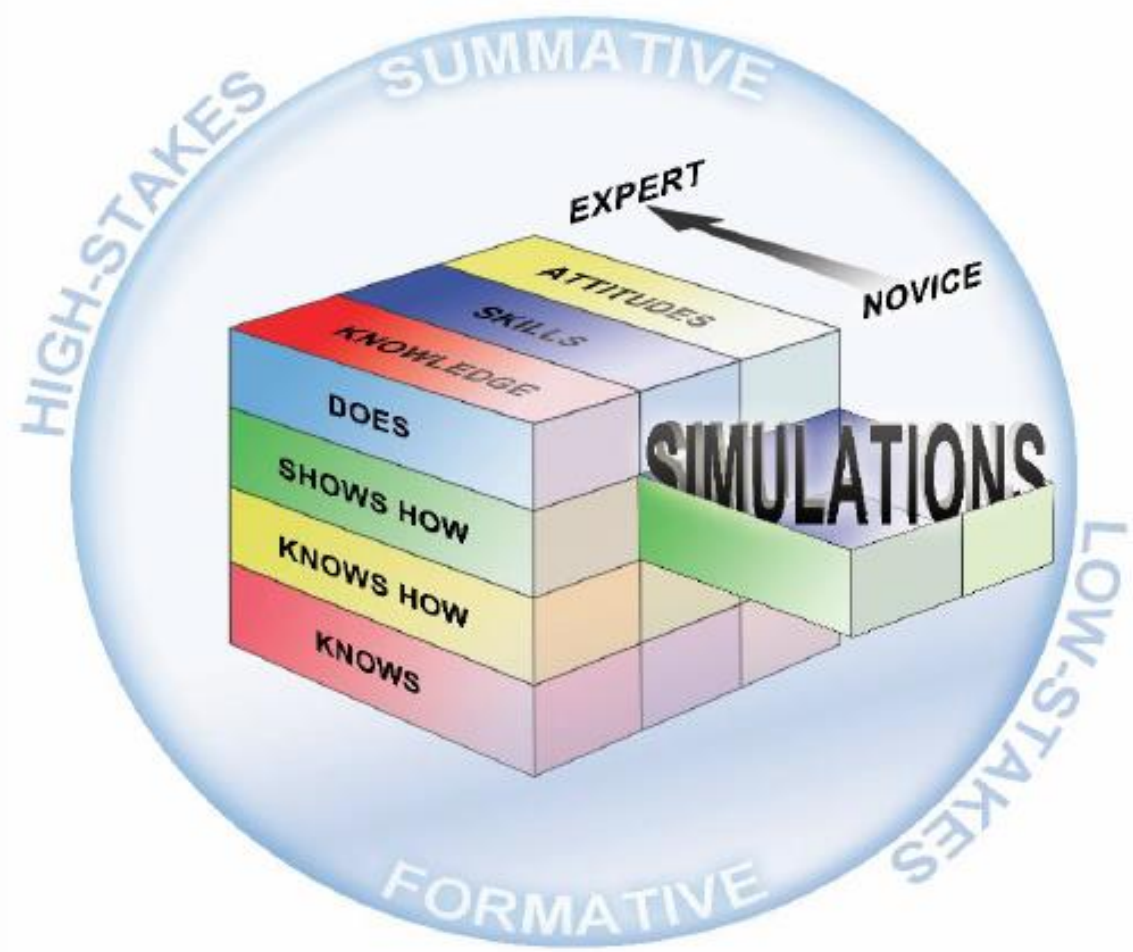 SUMMATIVE
HIGH-STAKES
EXPERT
NOVICE
ATTITUDES
SKILLS
KNOWLEDGE
DOES
SHOWS HOW
KNOWS HOW
KNOWS
SIMULATIONS
LOW-STAKES
FORMATIVE